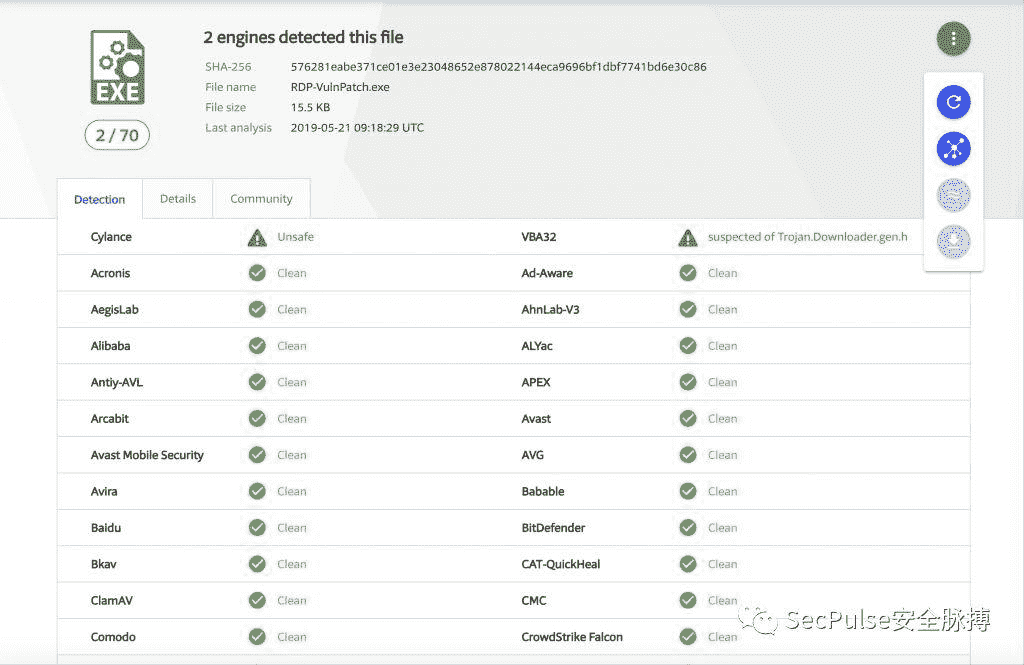 2 engines detected this file
SHA-256 576281eabe371ce01e3e23048652e878022144eca9696bf1dbf7741bd6e30c86
File name RDP-VulnPatch.exe
File size 15.5 KB
Last analysis 2019-05-21 09:18:29 UTC
EXE
2 / 70
Detection Details Community
Cylance Unsafe VBA32 suspected of Trojan.Downloader.gen.h
Acronis Clean Ad-Aware Clean
AegisLab Clean AhnLab-V3 Clean
Alibaba Clean ALYac Clean
Antiy-AVL Clean APEX Clean
Arcabit Clean Avast Clean
Avast Mobile Security Clean AVG Clean
Avira Clean Babable Clean
Baidu Clean BitDefender Clean
Bkav Clean CAT-QuickHeal Clean
ClamAV Clean CMC Clean
Comodo Clean CrowdStrike Falcon Clean
SecPulse安全脉搏